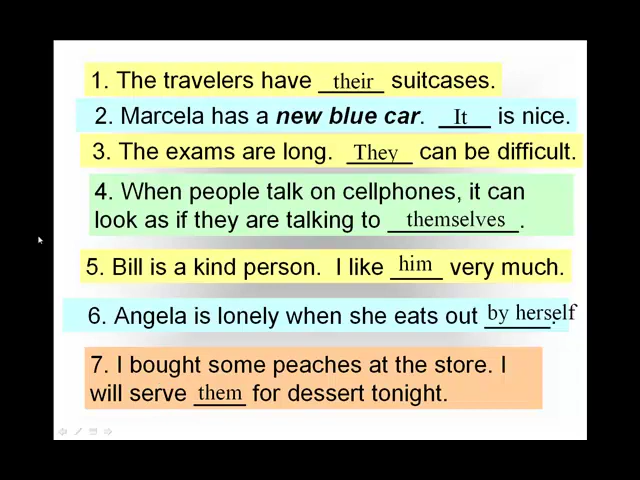 1. The travelers have their suitcases.
2. Marcela has a new blue car. It is nice.
3. The exams are long. They can be difficult.
4. When people talk on cellphones, it can
look as if they are talking to themselves.
5. Bill is a kind person. I like him very much.
6. Angela is lonely when she eats out by herself.
7. I bought some peaches at the store. I
will serve them for dessert tonight.